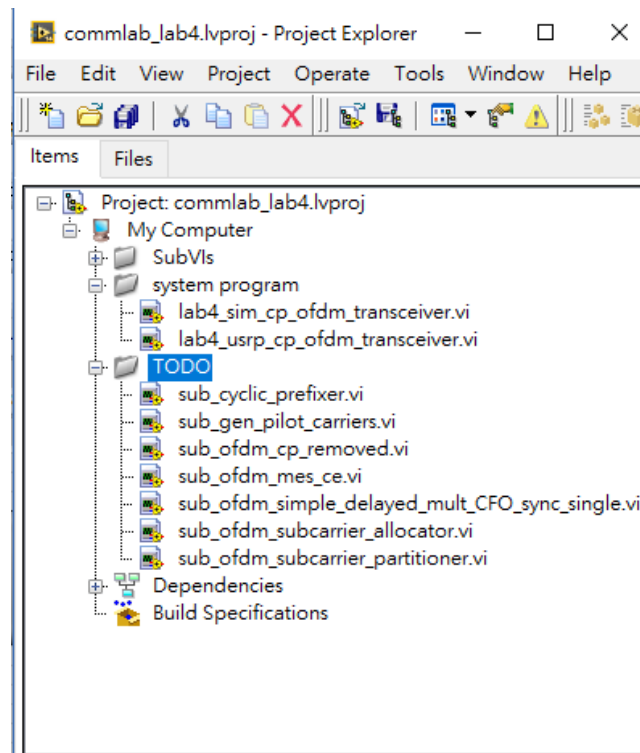 commlab_lab4.lvproj - Project Explorer
File Edit View Project Operate Tools Window Help
Items Files
Project: commlab_lab4.lvproj
My Computer
SubVIs
system program
lab4_sim_cp_ofdm_transceiver.vi
lab4_usrp_cp_ofdm_transceiver.vi
TODO
sub_cyclic_prefixer.vi
sub_gen_pilot_carriers.vi
sub_ofdm_cp_removed.vi
sub_ofdm_mes_ce.vi
sub_ofdm_simple_delayed_mult_CFO_sync_single.vi
sub_ofdm_subcarrier_allocator.vi
sub_ofdm_subcarrier_partitioner.vi
Dependencies
Build Specifications